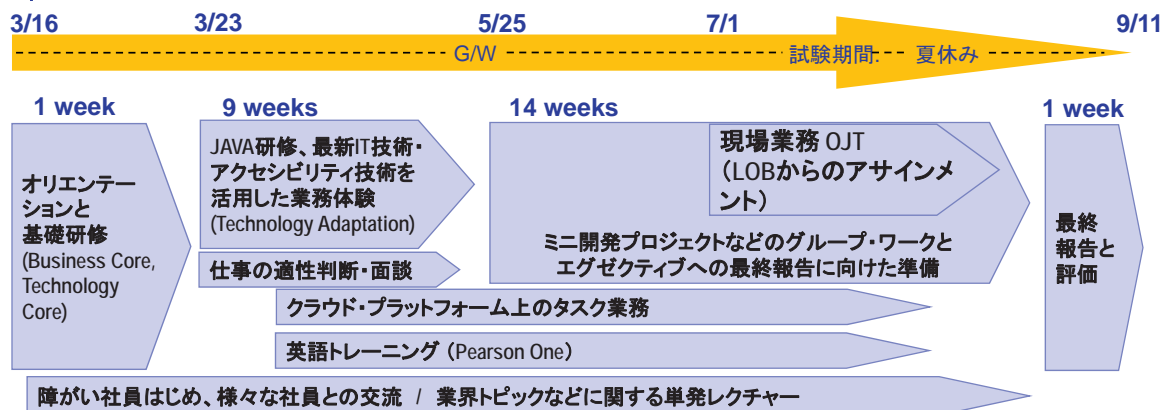 3/16 3/23 5/25 7/1 9/11
G/W 試験期間: 夏休み
1 week
オリエンテー
ションと
基礎研修
(Business Core,
Technology
Core)
9 weeks
JAVA研修、最新IT技術・
アクセシビリティ技術を
活用した業務体験
(Technology Adaptation)
仕事の適性判断・面談
14 weeks
現場業務 OJT
（LOBからのアサインメ
ント）
ミニ開発プロジェクトなどのグループ・ワークと
エグゼクティブへの最終報告に向けた準備
クラウド・プラットフォーム上のタスク業務
英語トレーニング (Pearson One)
障がい社員はじめ、様々な社員との交流 / 業界トピックなどに関する単発レクチャー
1 week
最終
報告と
評価